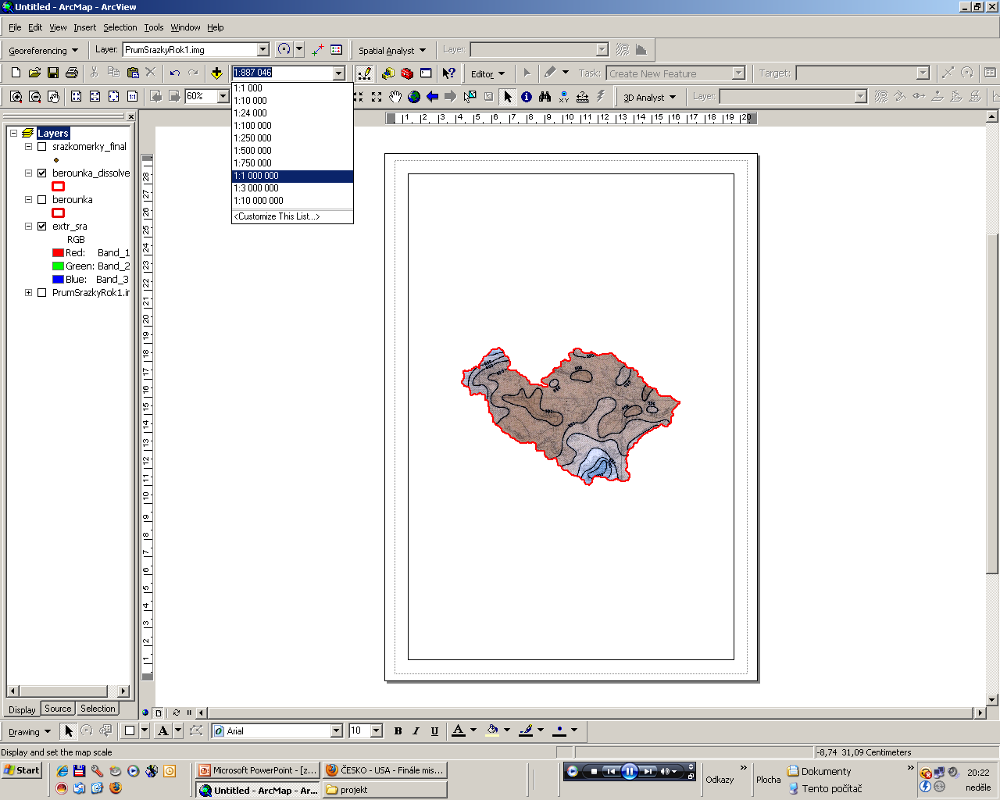 Untitled - ArcMap - ArcView
File Edit View Insert Selection Tools Window Help
Georeferencing Layer: PrumSrazkyRok1.img Spatial Analyst Layer:
1:887 046 Editor Task: Create New Feature Target:
1:1 60% 3D Analyst Layer:
1:1 000
1:10 000
1:24 000
1:100 000
1:250 000
1:500 000
1:750 000
1:1 000 000
1:3 000 000
1:10 000 000
<Customize This List...>
Layers
srazkomerky_final
berounka_dissolve
berounka
extr_sra
RGB
Red: Band_1
Green: Band_2
Blue: Band_3
PrumSrazkyRok1.ir
1 2 3 4 5 6 7 8 9 10 11 12 13 14 15 16 17 18 19 20
28
27
26
25
24
23
22
21
20
19
18
17
16
15
14
13
12
11
10
9
8
7
6
5
4
3
2
1
Display Source Selection
Drawing A Arial 10 B I U A
Display and set the map scale -8,74 31,09 Centimeters
Start Microsoft PowerPoint - [z... ČESKO - USA - Finále mis...
Untitled - ArcMap - Ar... projekt
Odkazy Plocha Dokumenty
Tento počítač
20:22
neděle